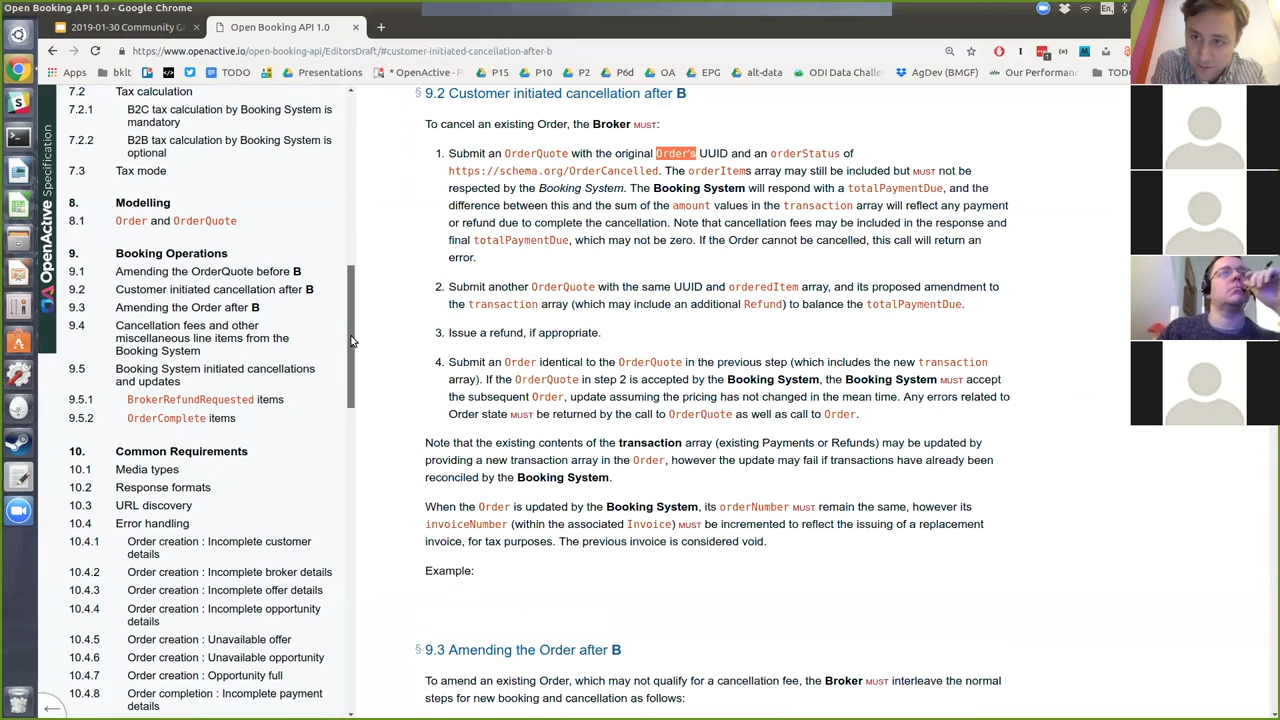 Open Booking API 1.0 - Google Chrome
En,
2019-01-30 Community G
Open Booking API 1.0
https://www.openactive.io/open-booking-api/EditorsDraft/#customer-initiated-cancellation-after-b
Apps
bklt
TODO
Presentations
* OpenActive - P
P12
P10
P2
P6d
OA
EPG
alt-data
ODI Data Challe
AgDev (BMGF)
Our Performanc
TOD
OpenActive Specification
7.2 Tax calculation
7.2.1 B2C tax calculation by Booking System is
mandatory
7.2.2 B2B tax calculation by Booking System is
optional
7.3 Tax mode
8. Modelling
8.1 Order and OrderQuote
9. Booking Operations
9.1 Amending the OrderQuote before B
9.2 Customer initiated cancellation after B
9.3 Amending the Order after B
9.4 Cancellation fees and other
miscellaneous line items from the
Booking System
9.5 Booking System initiated cancellations
and updates
9.5.1 BrokerRefundRequested items
9.5.2 OrderComplete items
10. Common Requirements
10.1 Media types
10.2 Response formats
10.3 URL discovery
10.4 Error handling
10.4.1 Order creation : Incomplete customer
details
10.4.2 Order creation : Incomplete broker details
10.4.3 Order creation : Incomplete offer details
10.4.4 Order creation : Incomplete opportunity
details
10.4.5 Order creation : Unavailable offer
10.4.6 Order creation : Unavailable opportunity
10.4.7 Order creation : Opportunity full
10.4.8 Order completion : Incomplete payment
details
§ 9.2 Customer initiated cancellation after B
To cancel an existing Order, the Broker MUST:
1. Submit an OrderQuote with the original Order's UUID and an orderStatus of
https://schema.org/OrderCancelled. The orderItems array may still be included but MUST not be
respected by the Booking System. The Booking System will respond with a totalPaymentDue, and the
difference between this and the sum of the amount values in the transaction array will reflect any payment
or refund due to complete the cancellation. Note that cancellation fees may be included in the response and
final totalPaymentDue, which may not be zero. If the Order cannot be cancelled, this call will return an
error.
2. Submit another OrderQuote with the same UUID and orderedItem array, and its proposed amendment to
the transaction array (which may include an additional Refund) to balance the totalPaymentDue.
3. Issue a refund, if appropriate.
4. Submit an Order identical to the OrderQuote in the previous step (which includes the new transaction
array). If the OrderQuote in step 2 is accepted by the Booking System, the Booking System MUST accept
the subsequent Order, update assuming the pricing has not changed in the mean time. Any errors related to
Order state MUST be returned by the call to OrderQuote as well as call to Order.
Note that the existing contents of the transaction array (existing Payments or Refunds) may be updated by
providing a new transaction array in the Order, however the update may fail if transactions have already been
reconciled by the Booking System.
When the Order is updated by the Booking System, its orderNumber MUST remain the same, however its
invoiceNumber (within the associated Invoice) MUST be incremented to reflect the issuing of a replacement
invoice, for tax purposes. The previous invoice is considered void.
Example:
§ 9.3 Amending the Order after B
To amend an existing Order, which may not qualify for a cancellation fee, the Broker MUST interleave the normal
steps for new booking and cancellation as follows: